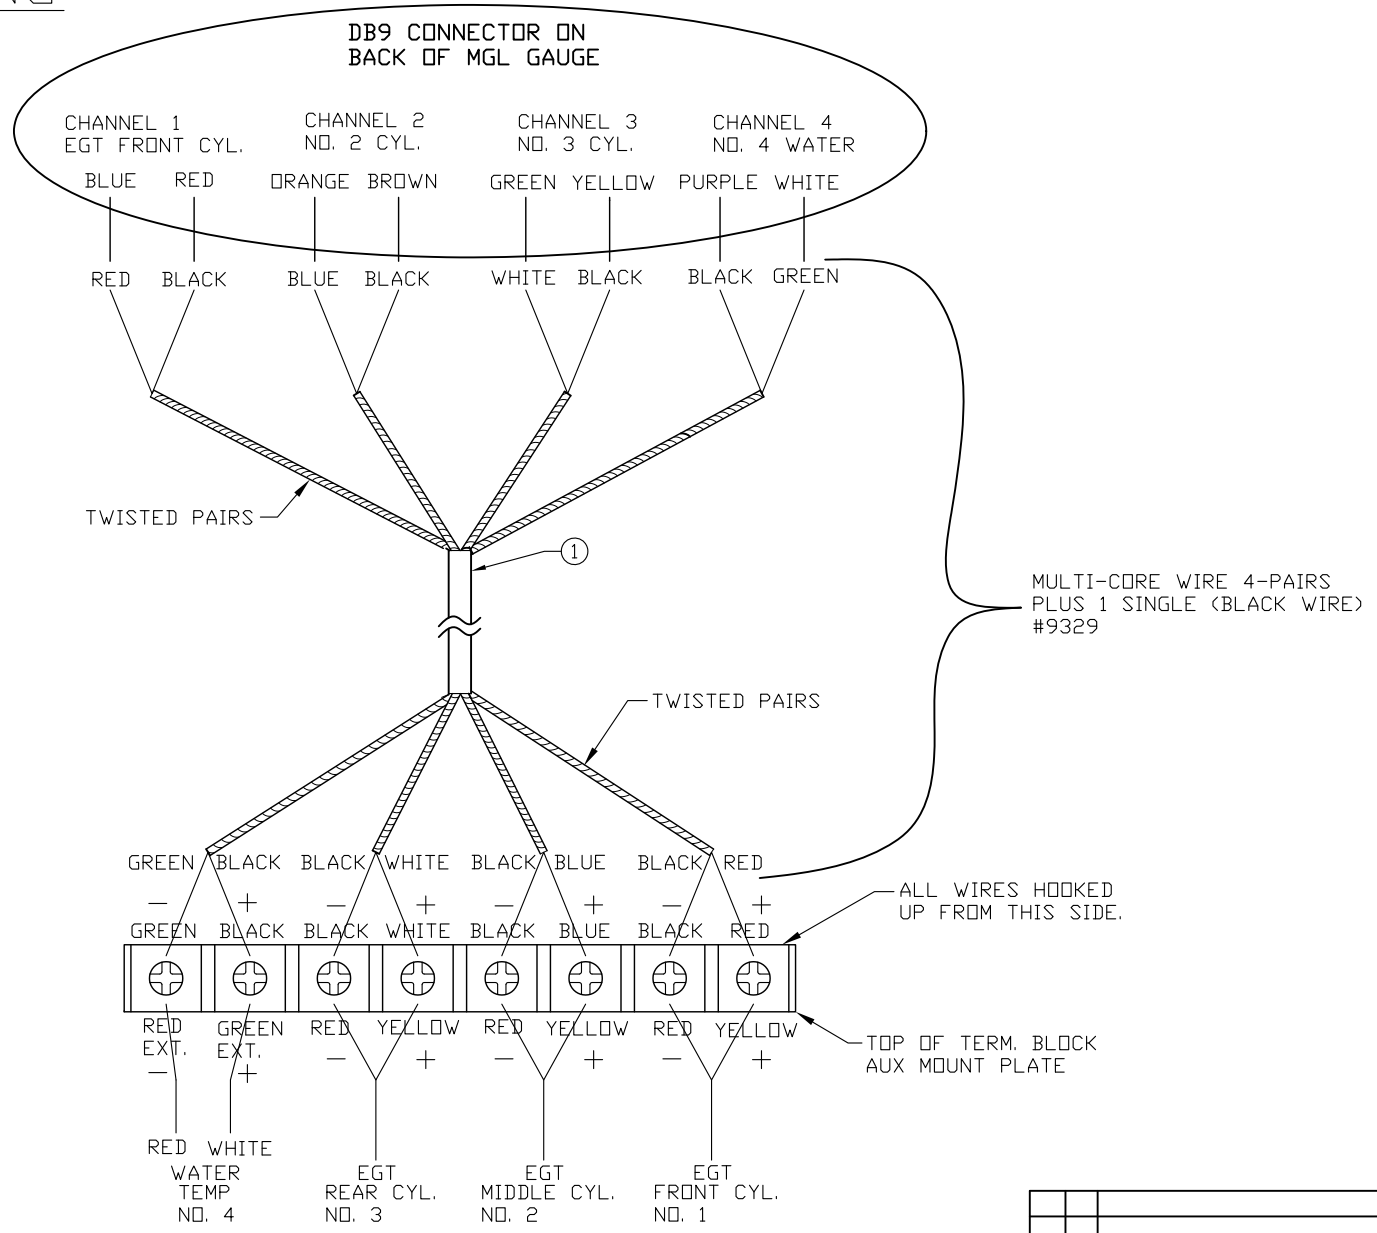 DB9 CONNECTOR ON
BACK OF MGL GAUGE
CHANNEL 1
EGT FRONT CYL.
CHANNEL 2
NO. 2 CYL.
CHANNEL 3
NO. 3 CYL.
CHANNEL 4
NO. 4 WATER
BLUE RED ORANGE BROWN GREEN YELLOW PURPLE WHITE
RED BLACK BLUE BLACK WHITE BLACK BLACK GREEN
TWISTED PAIRS
1
MULTI-CORE WIRE 4-PAIRS
PLUS 1 SINGLE (BLACK WIRE)
#9329
TWISTED PAIRS
GREEN BLACK BLACK WHITE BLACK BLUE BLACK RED
- + - + - + - +
ALL WIRES HOOKED
UP FROM THIS SIDE.
GREEN BLACK BLACK WHITE BLACK BLUE BLACK RED
RED EXT. GREEN EXT. RED YELLOW RED YELLOW RED YELLOW
- + - + - + - +
TOP OF TERM. BLOCK
AUX MOUNT PLATE
RED WHITE
WATER
TEMP
NO. 4
EGT
REAR CYL.
NO. 3
EGT
MIDDLE CYL.
NO. 2
EGT
FRONT CYL.
NO. 1